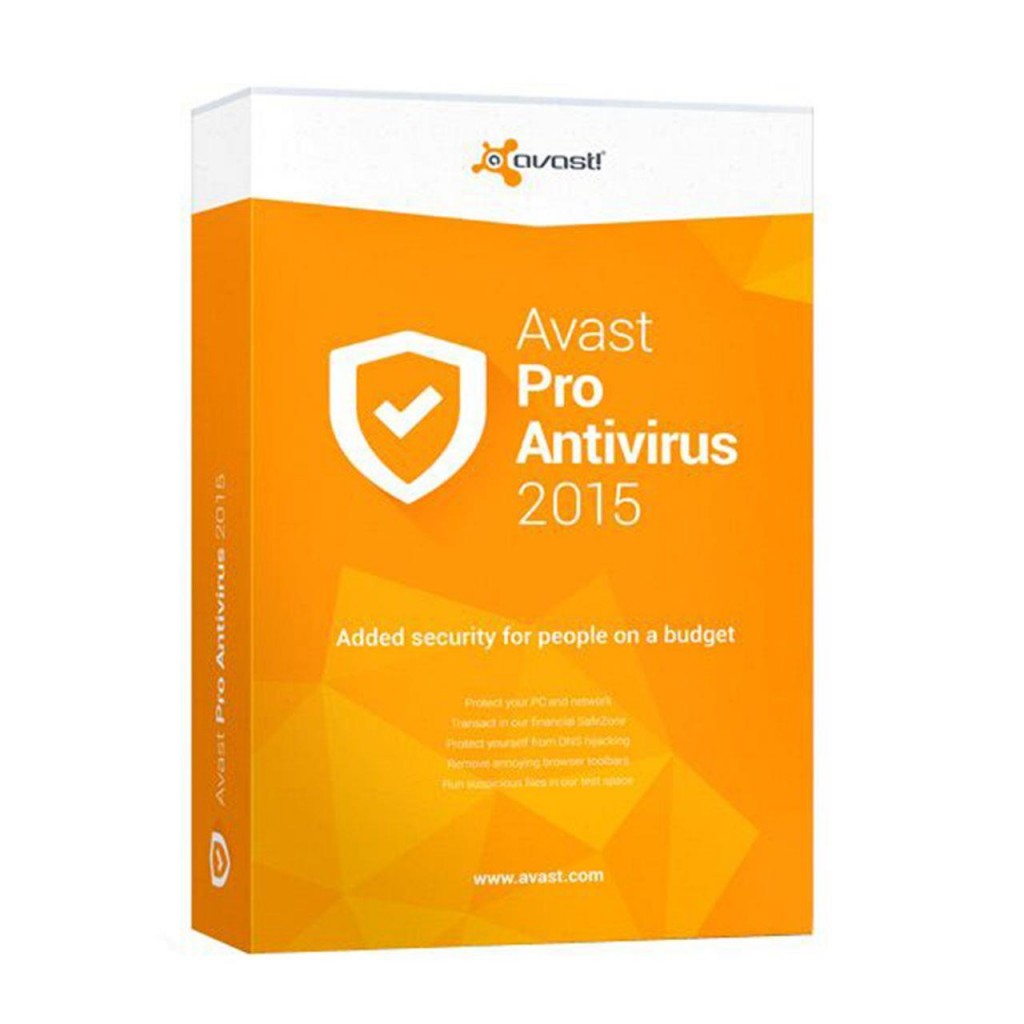 avast!
Avast
Pro
Antivirus
2015
Added security for people on a budget
Protect your PC and network
Transact in our financial SafeZone
Protect yourself from DNS hijacking
Remove annoying browser toolbars
Run suspicious files in our test space
www.avast.com
Avast Pro Antivirus 2015